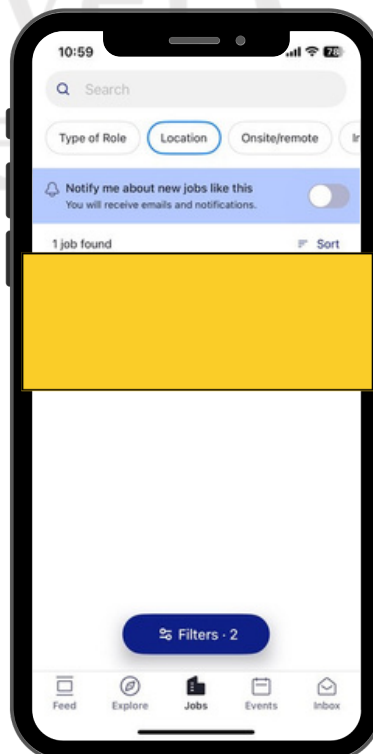 10:59
78
Search
Type of Role Location Onsite/remote
Notify me about new jobs like this
You will receive emails and notifications.
1 job found Sort
Filters · 2
Feed Explore Jobs Events Inbox